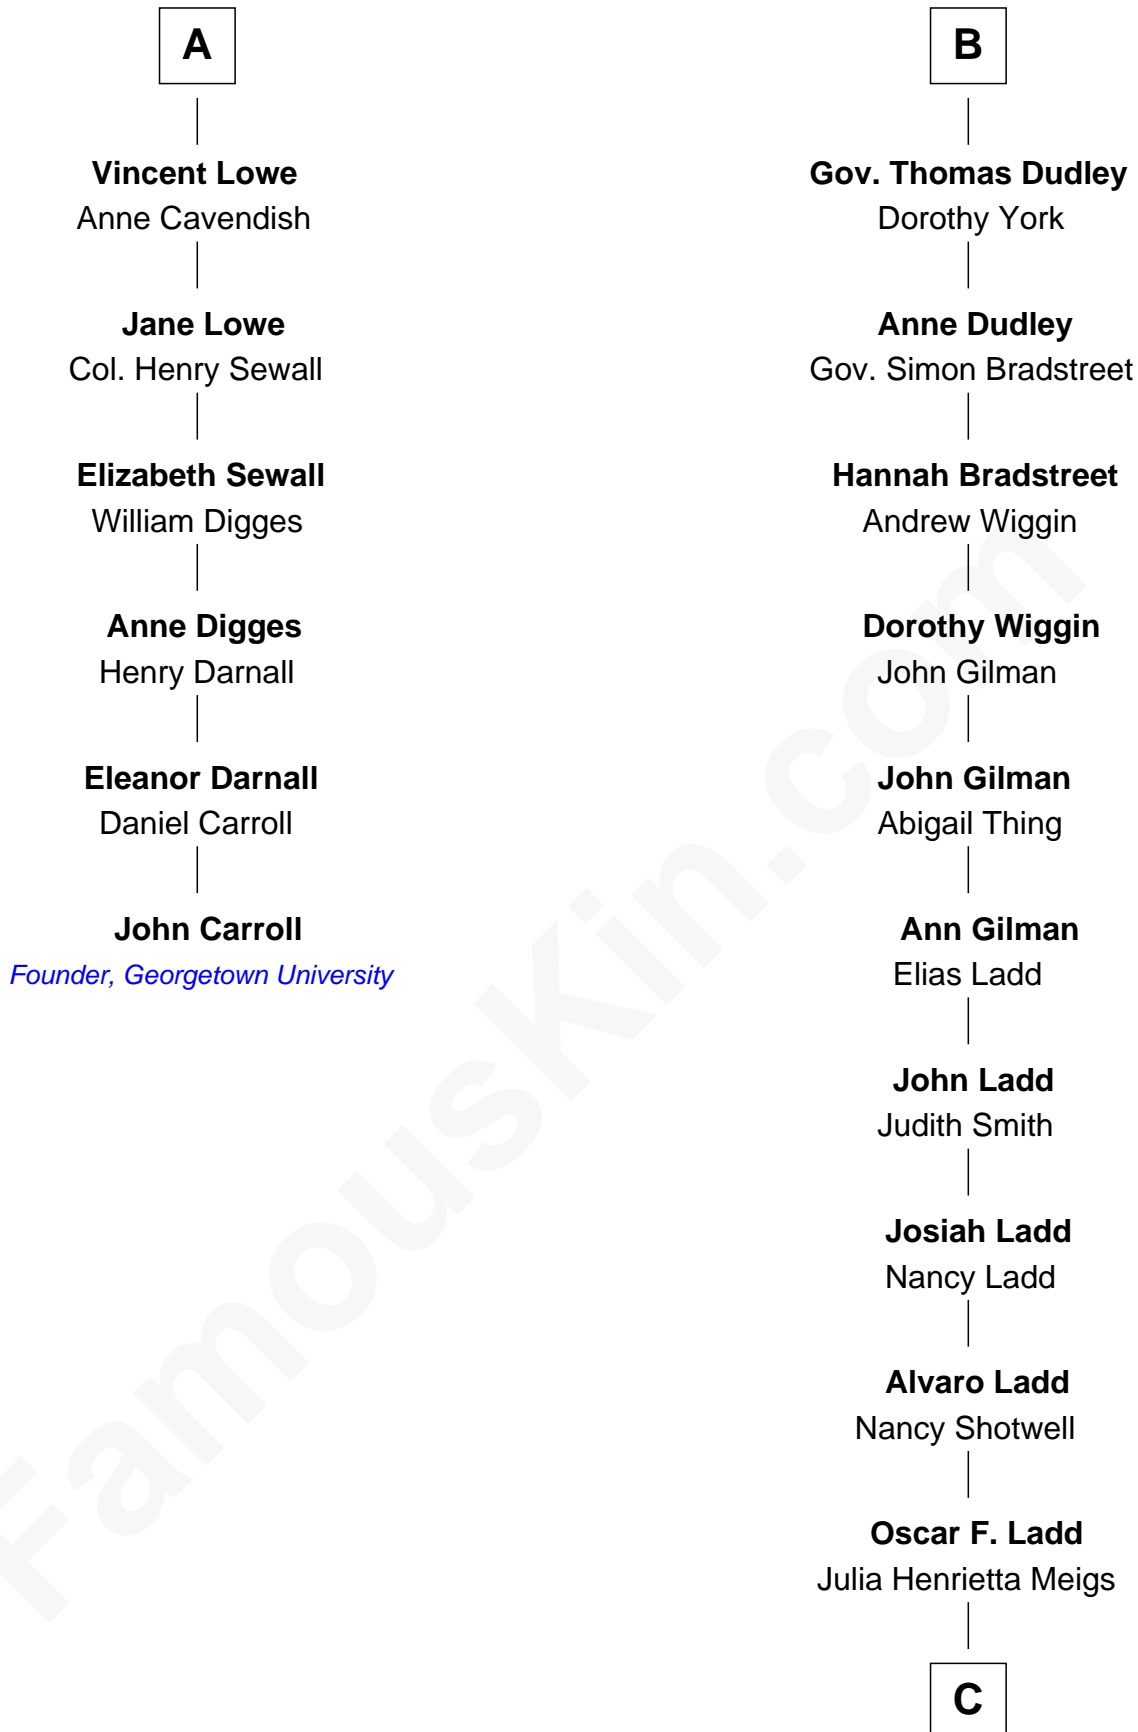 A
Vincent Lowe
Anne Cavendish
Jane Lowe
Col. Henry Sewall
Elizabeth Sewall
William Digges
Anne Digges
Henry Darnall
Eleanor Darnall
Daniel Carroll
John Carroll
Founder, Georgetown University
B
Gov. Thomas Dudley
Dorothy York
Anne Dudley
Gov. Simon Bradstreet
Hannah Bradstreet
Andrew Wiggin
Dorothy Wiggin
John Gilman
John Gilman
Abigail Thing
Ann Gilman
Elias Ladd
John Ladd
Judith Smith
Josiah Ladd
Nancy Ladd
Alvaro Ladd
Nancy Shotwell
Oscar F. Ladd
Julia Henrietta Meigs
C
FamousKin.com